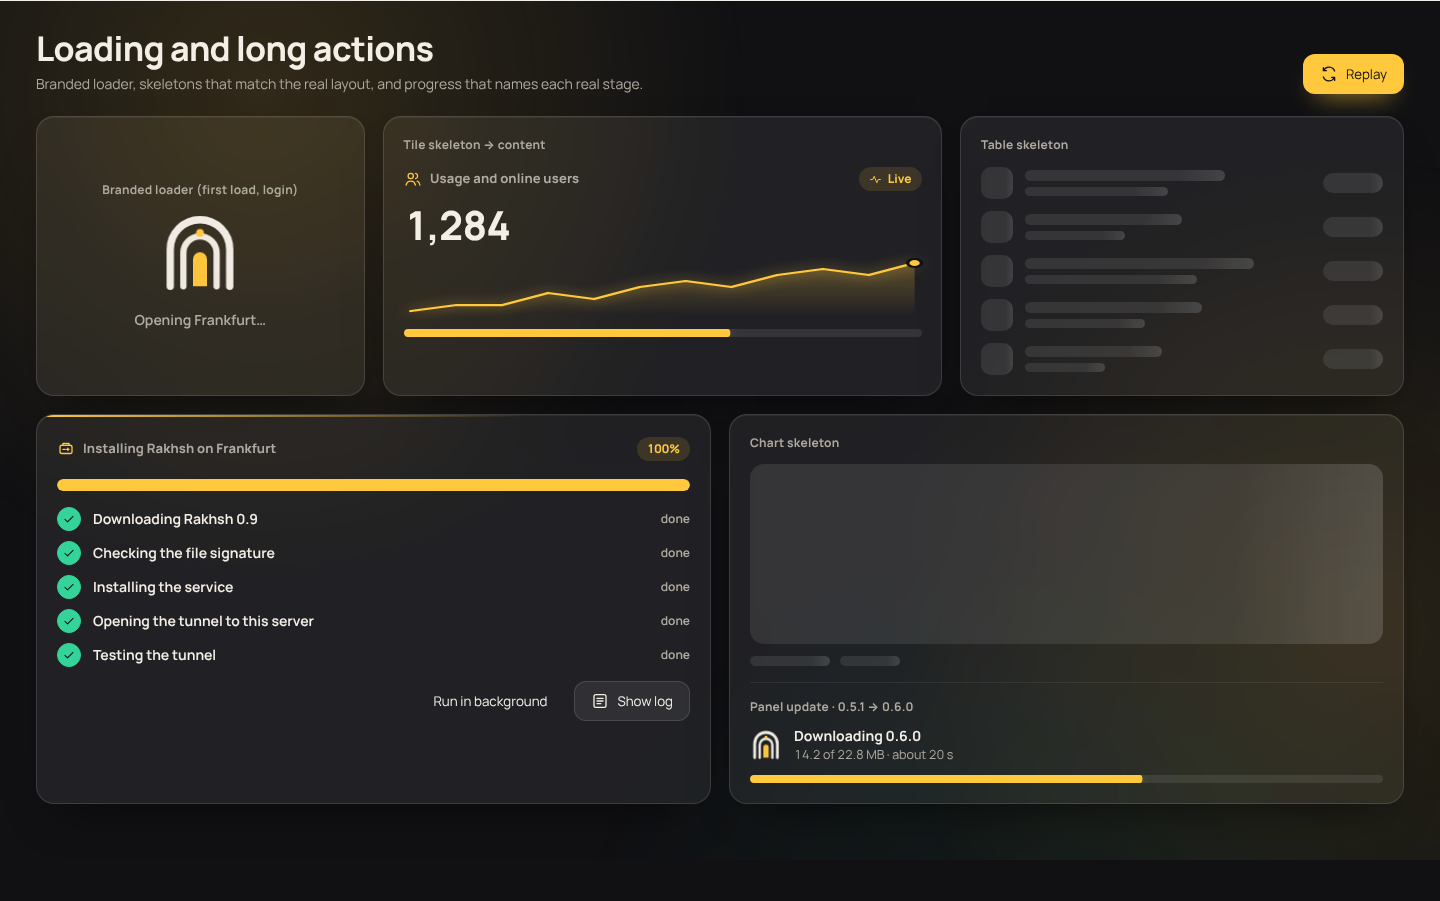 Loading and long actions
Branded loader, skeletons that match the real layout, and progress that names each real stage.
Replay
Branded loader (first load, login)
Opening Frankfurt...
Tile skeleton → content
Usage and online users
Live
1,284
Table skeleton
Installing Rakhsh on Frankfurt
100%
Downloading Rakhsh 0.9
done
Checking the file signature
done
Installing the service
done
Opening the tunnel to this server
done
Testing the tunnel
done
Run in background
Show log
Chart skeleton
Panel update · 0.5.1 → 0.6.0
Downloading 0.6.0
14.2 of 22.8 MB · about 20 s